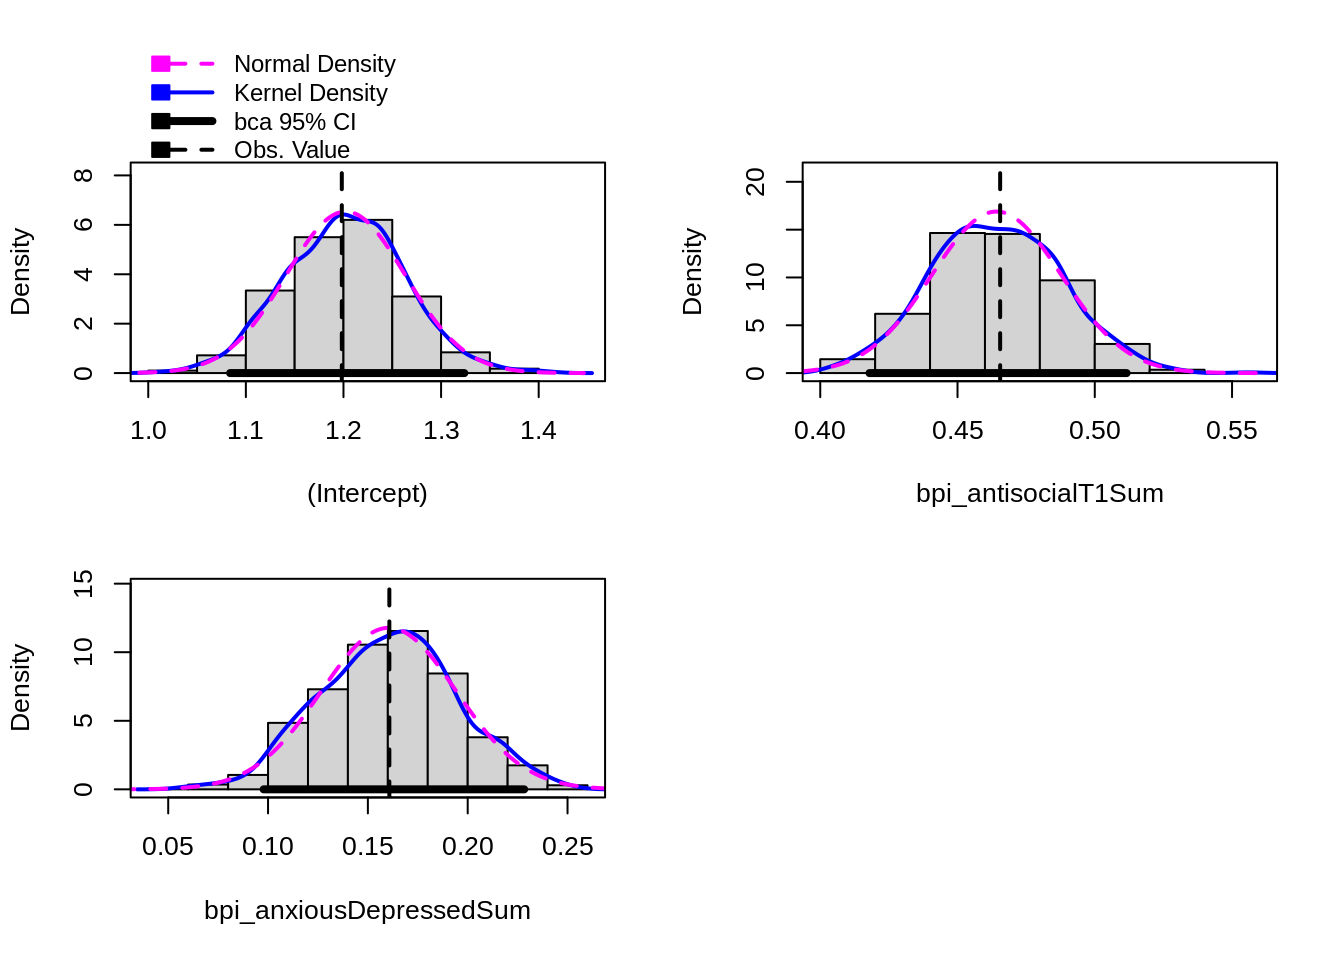 Normal Density
Kernel Density
bca 95% CI
Obs. Value
Density
0 2 4 6 8
1.0 1.1 1.2 1.3 1.4
(Intercept)
Density
0 5 10 20
0.40 0.45 0.50 0.55
bpi_antisocialT1Sum
Density
0 5 10 15
0.05 0.10 0.15 0.20 0.25
bpi_anxiousDepressedSum